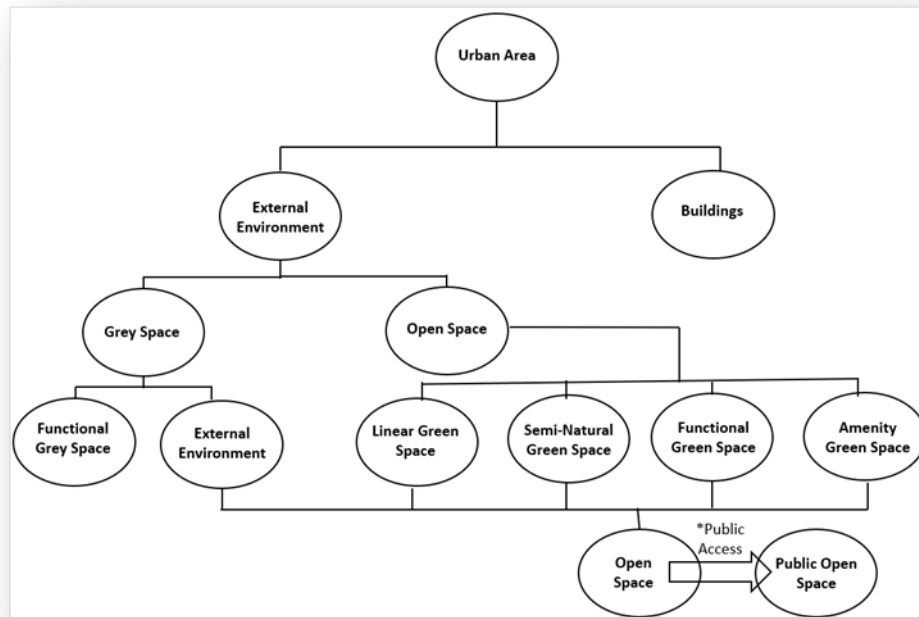 Urban Area
External
Environment
Buildings
Grey Space
Open Space
Functional
Grey Space
External
Environment
Linear Green
Space
Semi-Natural
Green Space
Functional
Green Space
Amenity
Green Space
*Public
Access
Open
Space
Public Open
Space